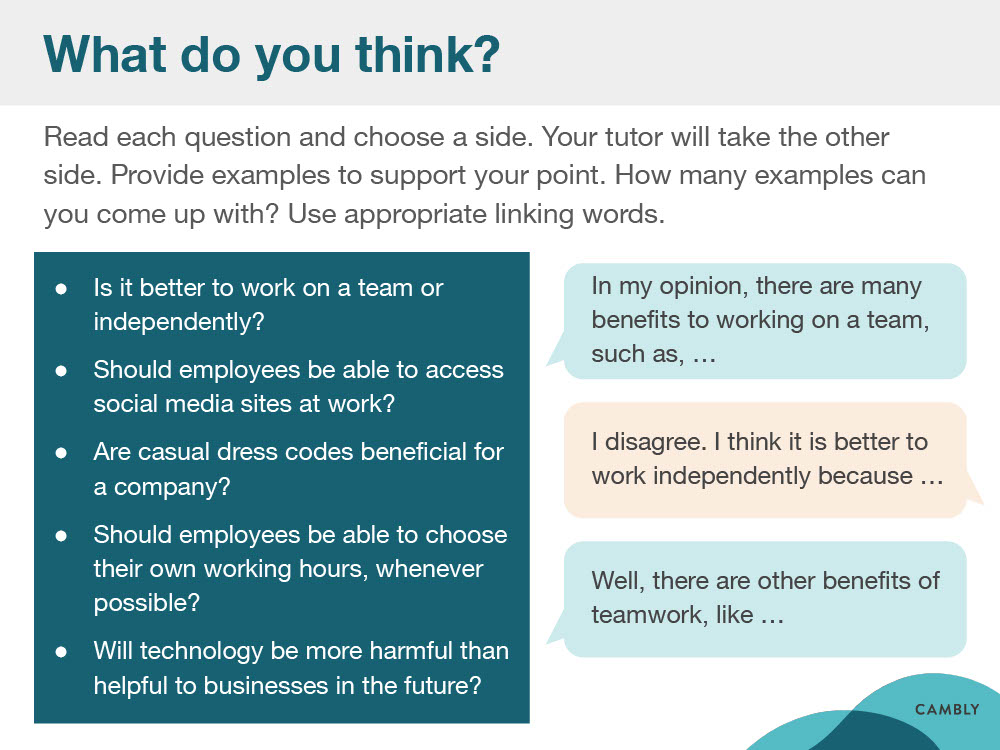 What do you think?
Read each question and choose a side. Your tutor will take the other
side. Provide examples to support your point. How many examples can
you come up with? Use appropriate linking words.
● Is it better to work on a team or
independently?
● Should employees be able to access
social media sites at work?
● Are casual dress codes beneficial for
a company?
● Should employees be able to choose
their own working hours, whenever
possible?
● Will technology be more harmful than
helpful to businesses in the future?
In my opinion, there are many
benefits to working on a team,
such as, …
I disagree. I think it is better to
work independently because …
Well, there are other benefits of
teamwork, like …
CAMBLY